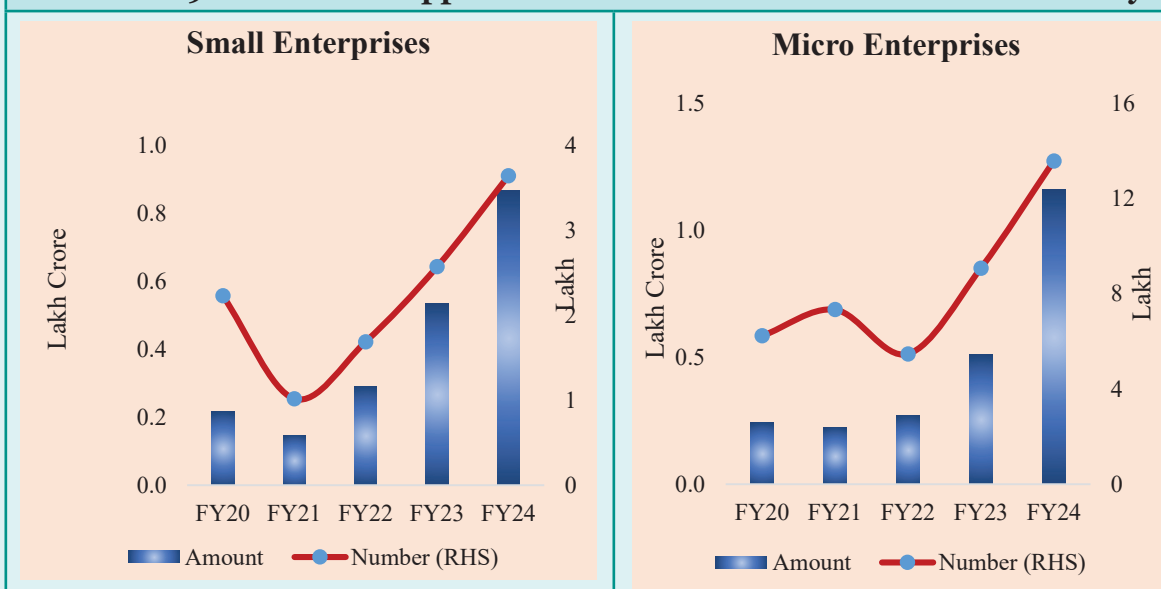 Small Enterprises
1.0
0.8
0.6
0.4
0.2
0.0
Lakh Crore
4
3
2
1
0
Lakh
FY20 FY21 FY22 FY23 FY24
Amount Number (RHS)
Micro Enterprises
1.5
1.0
0.5
0.0
Lakh Crore
16
12
8
4
0
Lakh
FY20 FY21 FY22 FY23 FY24
Amount Number (RHS)